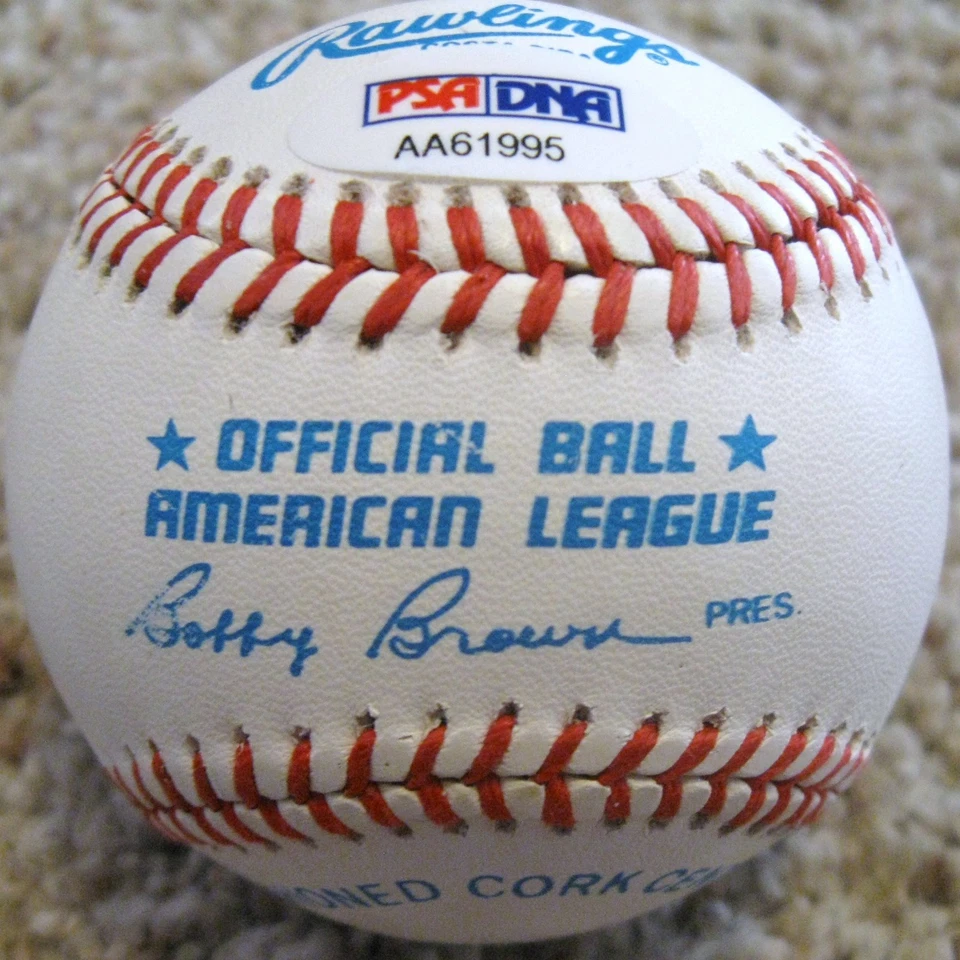 Rawlings®
PSA DNA
AA61995
★ OFFICIAL BALL ★
AMERICAN LEAGUE
Bobby Brown PRES.
CORK